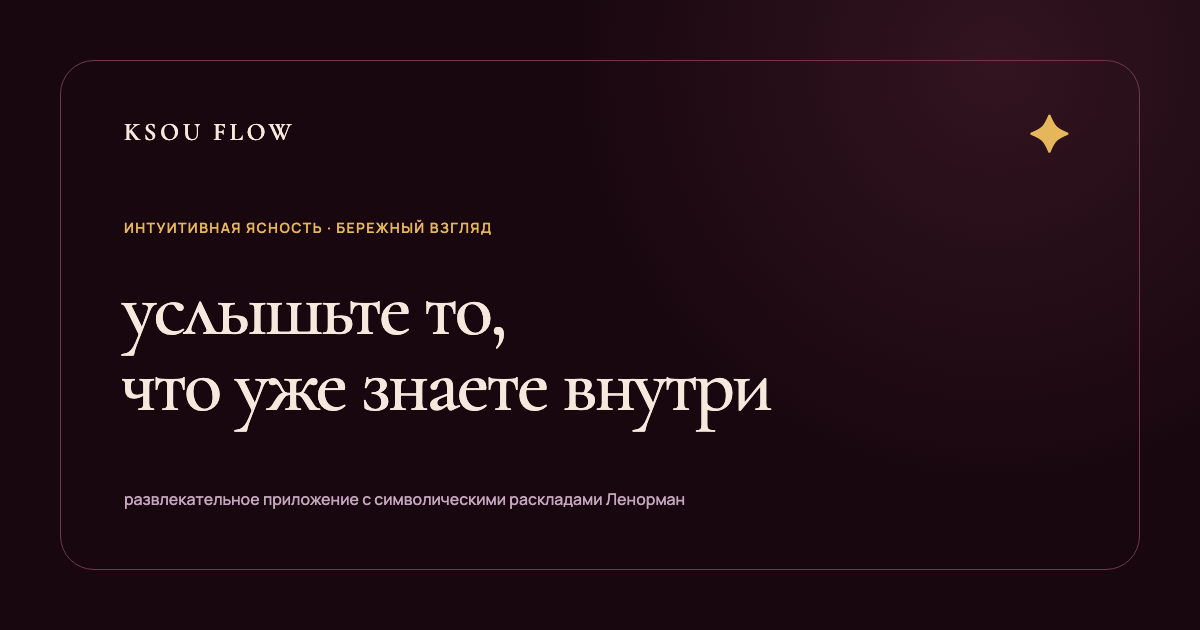 KSOU FLOW
ИНТУИТИВНАЯ ЯСНОСТЬ · БЕРЕЖНЫЙ ВЗГЛЯД
услышьте то,
что уже знаете внутри
развлекательное приложение с символическими раскладами Ленорман